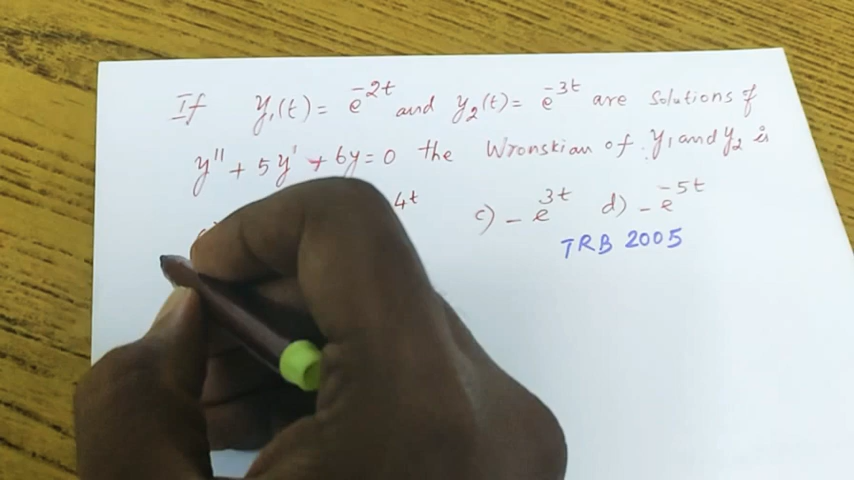 If y₁(t) = e^-2t and y₂(t) = e^-3t are solutions of
y'' + 5y' + 6y = 0 the Wronskian of y₁ and y₂ is
4t c) -e^3t d) -e^-5t
TRB 2005